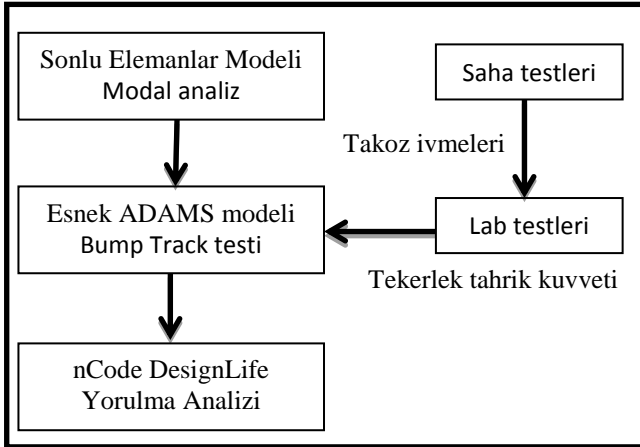 Sonlu Elemanlar Modeli
Modal analiz
Saha testleri
Takoz ivmeleri
Esnek ADAMS modeli
Bump Track testi
Lab testleri
Tekerlek tahrik kuvveti
nCode DesignLife
Yorulma Analizi